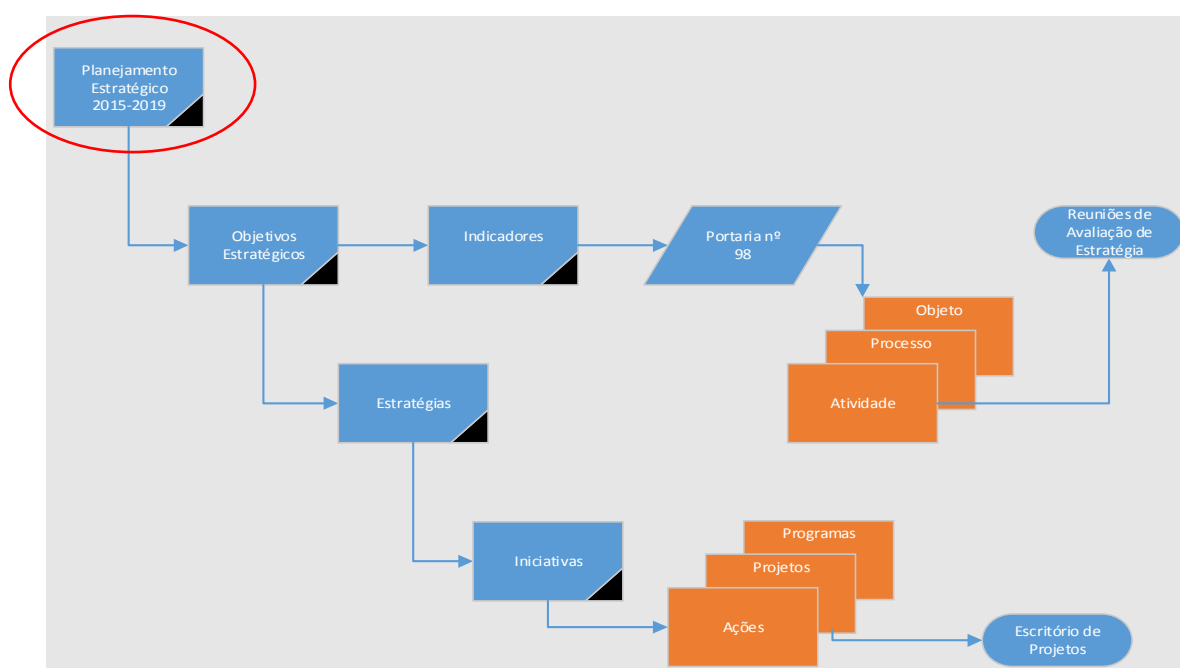 Planejamento
Estratégico
2015-2019
Objetivos
Estratégicos
Indicadores
Portaria nº
98
Reuniões de
Avaliação de
Estratégia
Objeto
Processo
Atividade
Estratégias
Iniciativas
Programas
Projetos
Ações
Escritório de
Projetos